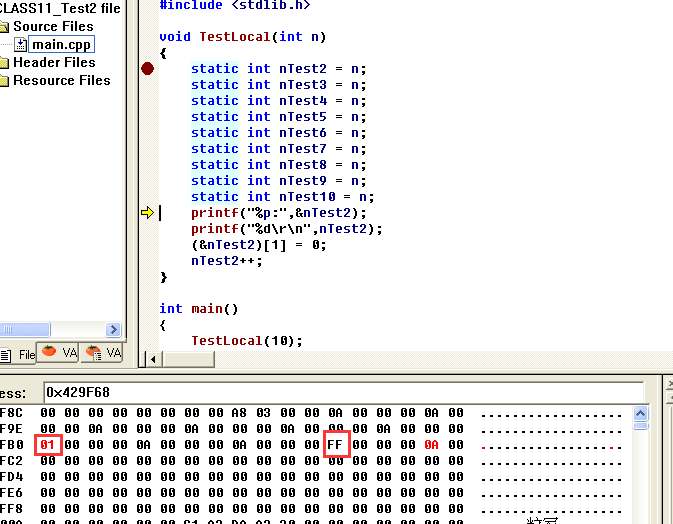 CLASS11_Test2 file
Source Files
main.cpp
Header Files
Resource Files
File
VA
VA
#include <stdlib.h>
void TestLocal(int n)
{
static int nTest2 = n;
static int nTest3 = n;
static int nTest4 = n;
static int nTest5 = n;
static int nTest6 = n;
static int nTest7 = n;
static int nTest8 = n;
static int nTest9 = n;
static int nTest10 = n;
printf("%p:",&nTest2);
printf("%d\r\n",nTest2);
(&nTest2)[1] = 0;
nTest2++;
}
int main()
{
TestLocal(10);
ess: 0x429F68
F8C 00 00 00 00 00 00 00 00 A8 03 00 00 0A 00 00 00 0A 00 ..................
F9E 00 00 0A 00 00 00 0A 00 00 00 0A 00 00 00 0A 00 00 00 ..................
FB0 01 00 00 00 0A 00 00 00 0A 00 00 00 FF 00 00 00 0A 00 ..................
FC2 00 00 00 00 00 00 00 00 00 00 00 00 00 00 00 00 00 00 ..................
FD4 00 00 00 00 00 00 00 00 00 00 00 00 00 00 00 00 00 00 ..................
FE6 00 00 00 00 00 00 00 00 00 00 00 00 00 00 00 00 00 00 ..................
FF8 00 00 00 00 00 00 00 00 00 00 00 00 00 00 00 00 00 00 ..................